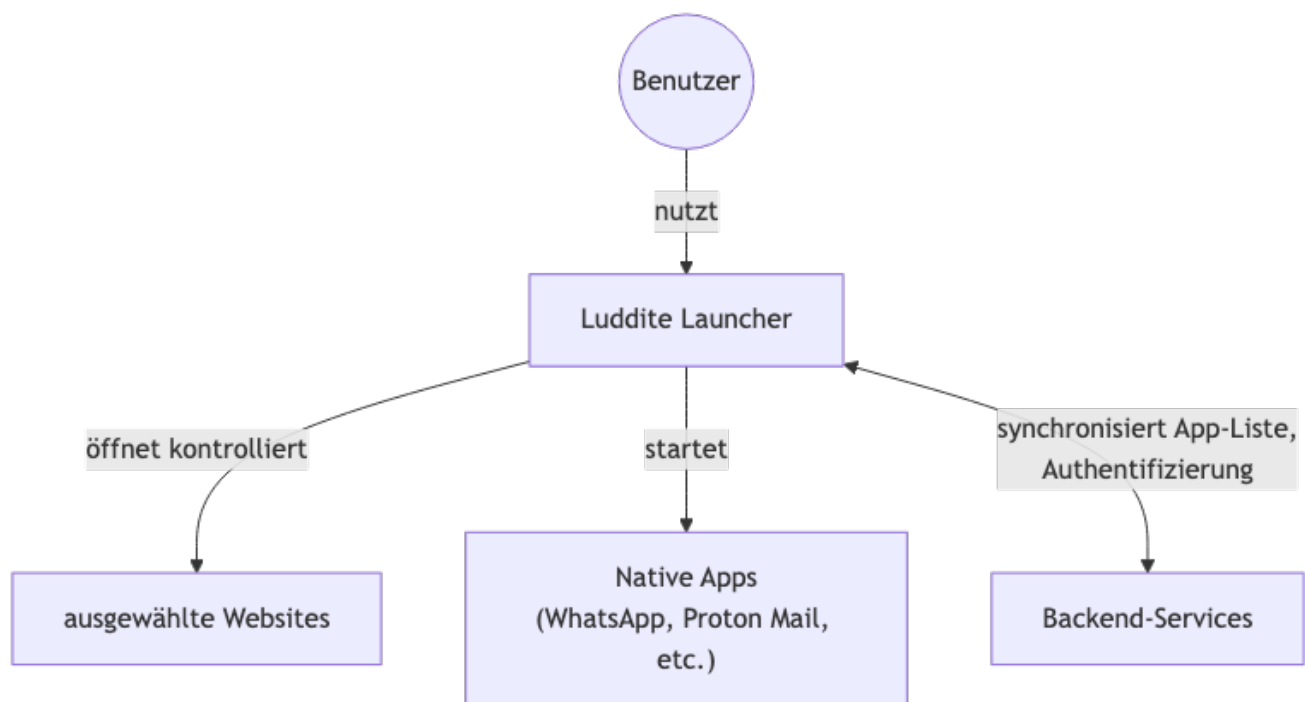 Benutzer
nutzt
Luddite Launcher
öffnet kontrolliert
startet
synchronisiert App-Liste,
Authentifizierung
ausgewählte Websites
Native Apps
(WhatsApp, Proton Mail,
etc.)
Backend-Services